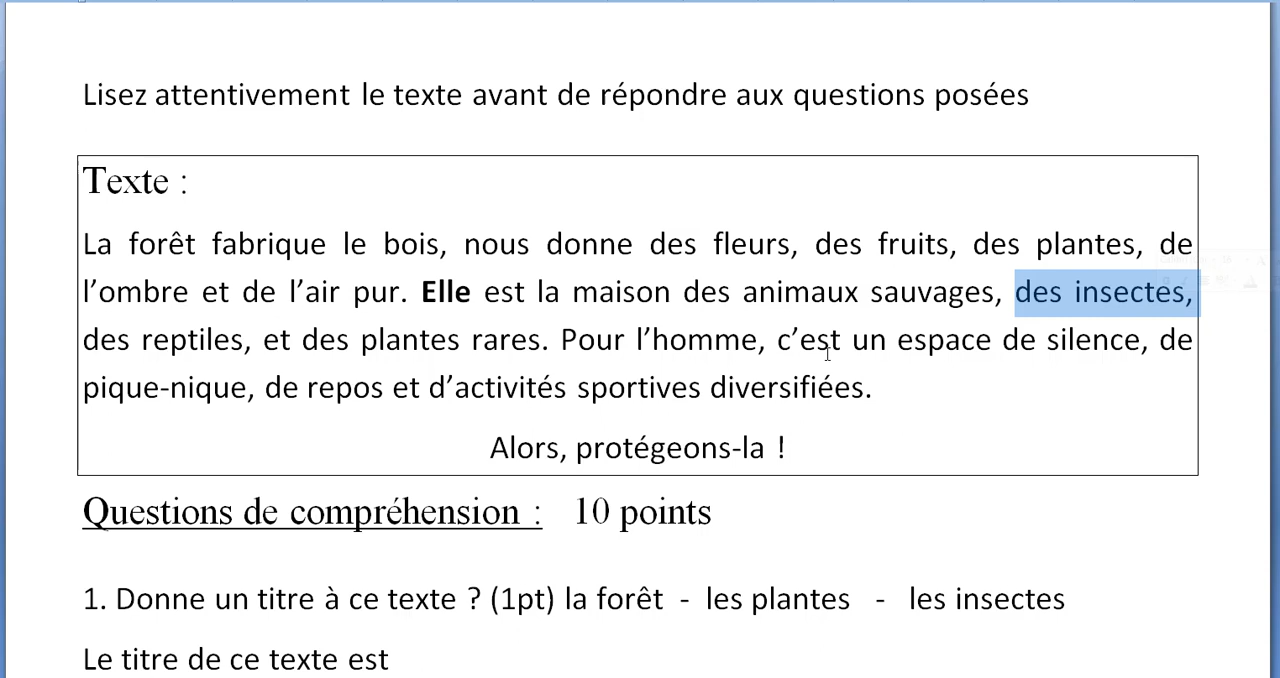 Lisez attentivement le texte avant de répondre aux questions posées
Texte :
La forêt fabrique le bois, nous donne des fleurs, des fruits, des plantes, de
l’ombre et de l’air pur. Elle est la maison des animaux sauvages, des insectes,
des reptiles, et des plantes rares. Pour l’homme, c’est un espace de silence, de
pique-nique, de repos et d’activités sportives diversifiées.
Alors, protégeons-la !
Questions de compréhension : 10 points
1. Donne un titre à ce texte ? (1pt) la forêt - les plantes - les insectes
Le titre de ce texte est